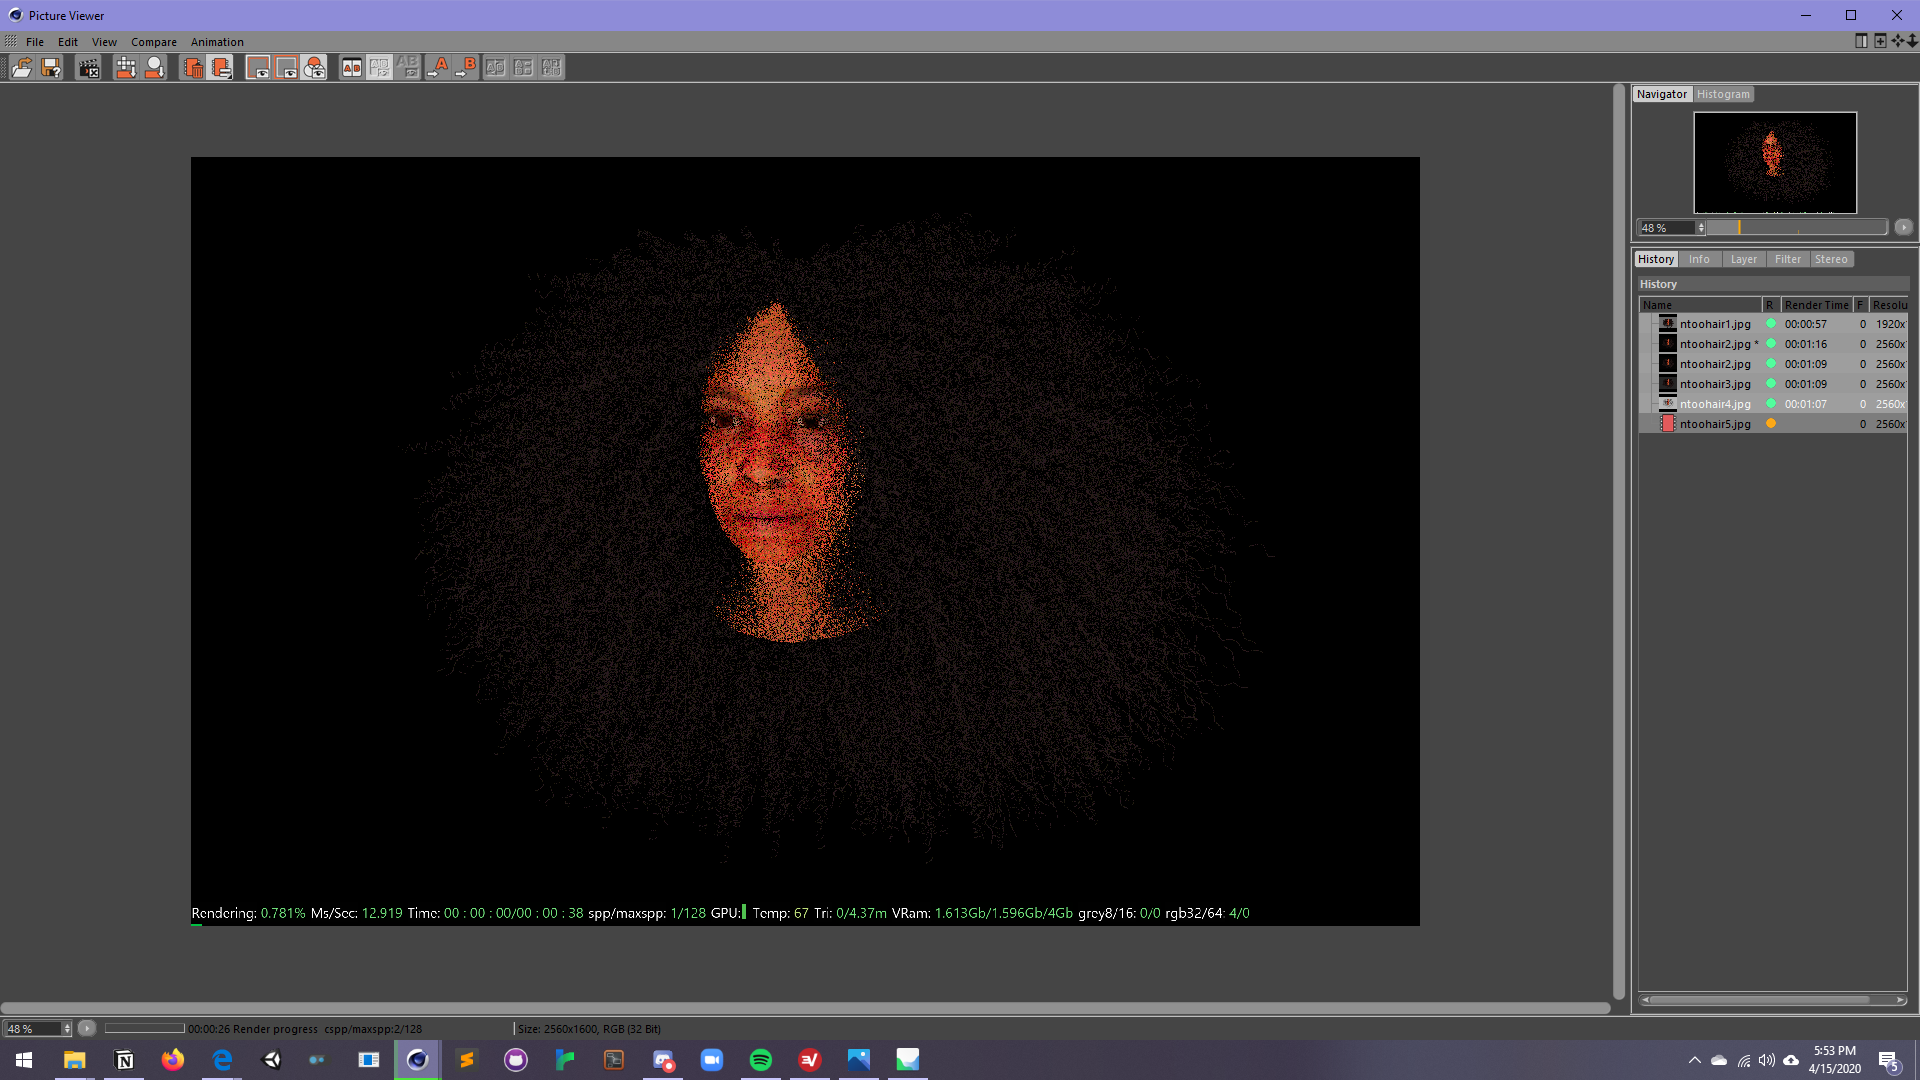 Picture Viewer
File Edit View Compare Animation
Navigator Histogram
48 %
History Info Layer Filter Stereo
History
Name R Render Time F Resolu
ntoohair1.jpg 00:00:57 0 1920x
ntoohair2.jpg * 00:01:16 0 2560x
ntoohair2.jpg 00:01:09 0 2560x
ntoohair3.jpg 00:01:09 0 2560x
ntoohair4.jpg 00:01:07 0 2560x
ntoohair5.jpg 0 2560x
Rendering: 0.781% Ms/Sec: 12.919 Time: 00 : 00 : 00/00 : 00 : 38 spp/maxspp: 1/128 GPU: Temp: 67 Tri: 0/4.37m VRam: 1.613Gb/1.596Gb/4Gb grey8/16: 0/0 rgb32/64: 4/0
48 % 00:00:26 Render progress cspp/maxspp:2/128 Size: 2560x1600, RGB (32 Bit)
5:53 PM
4/15/2020
5